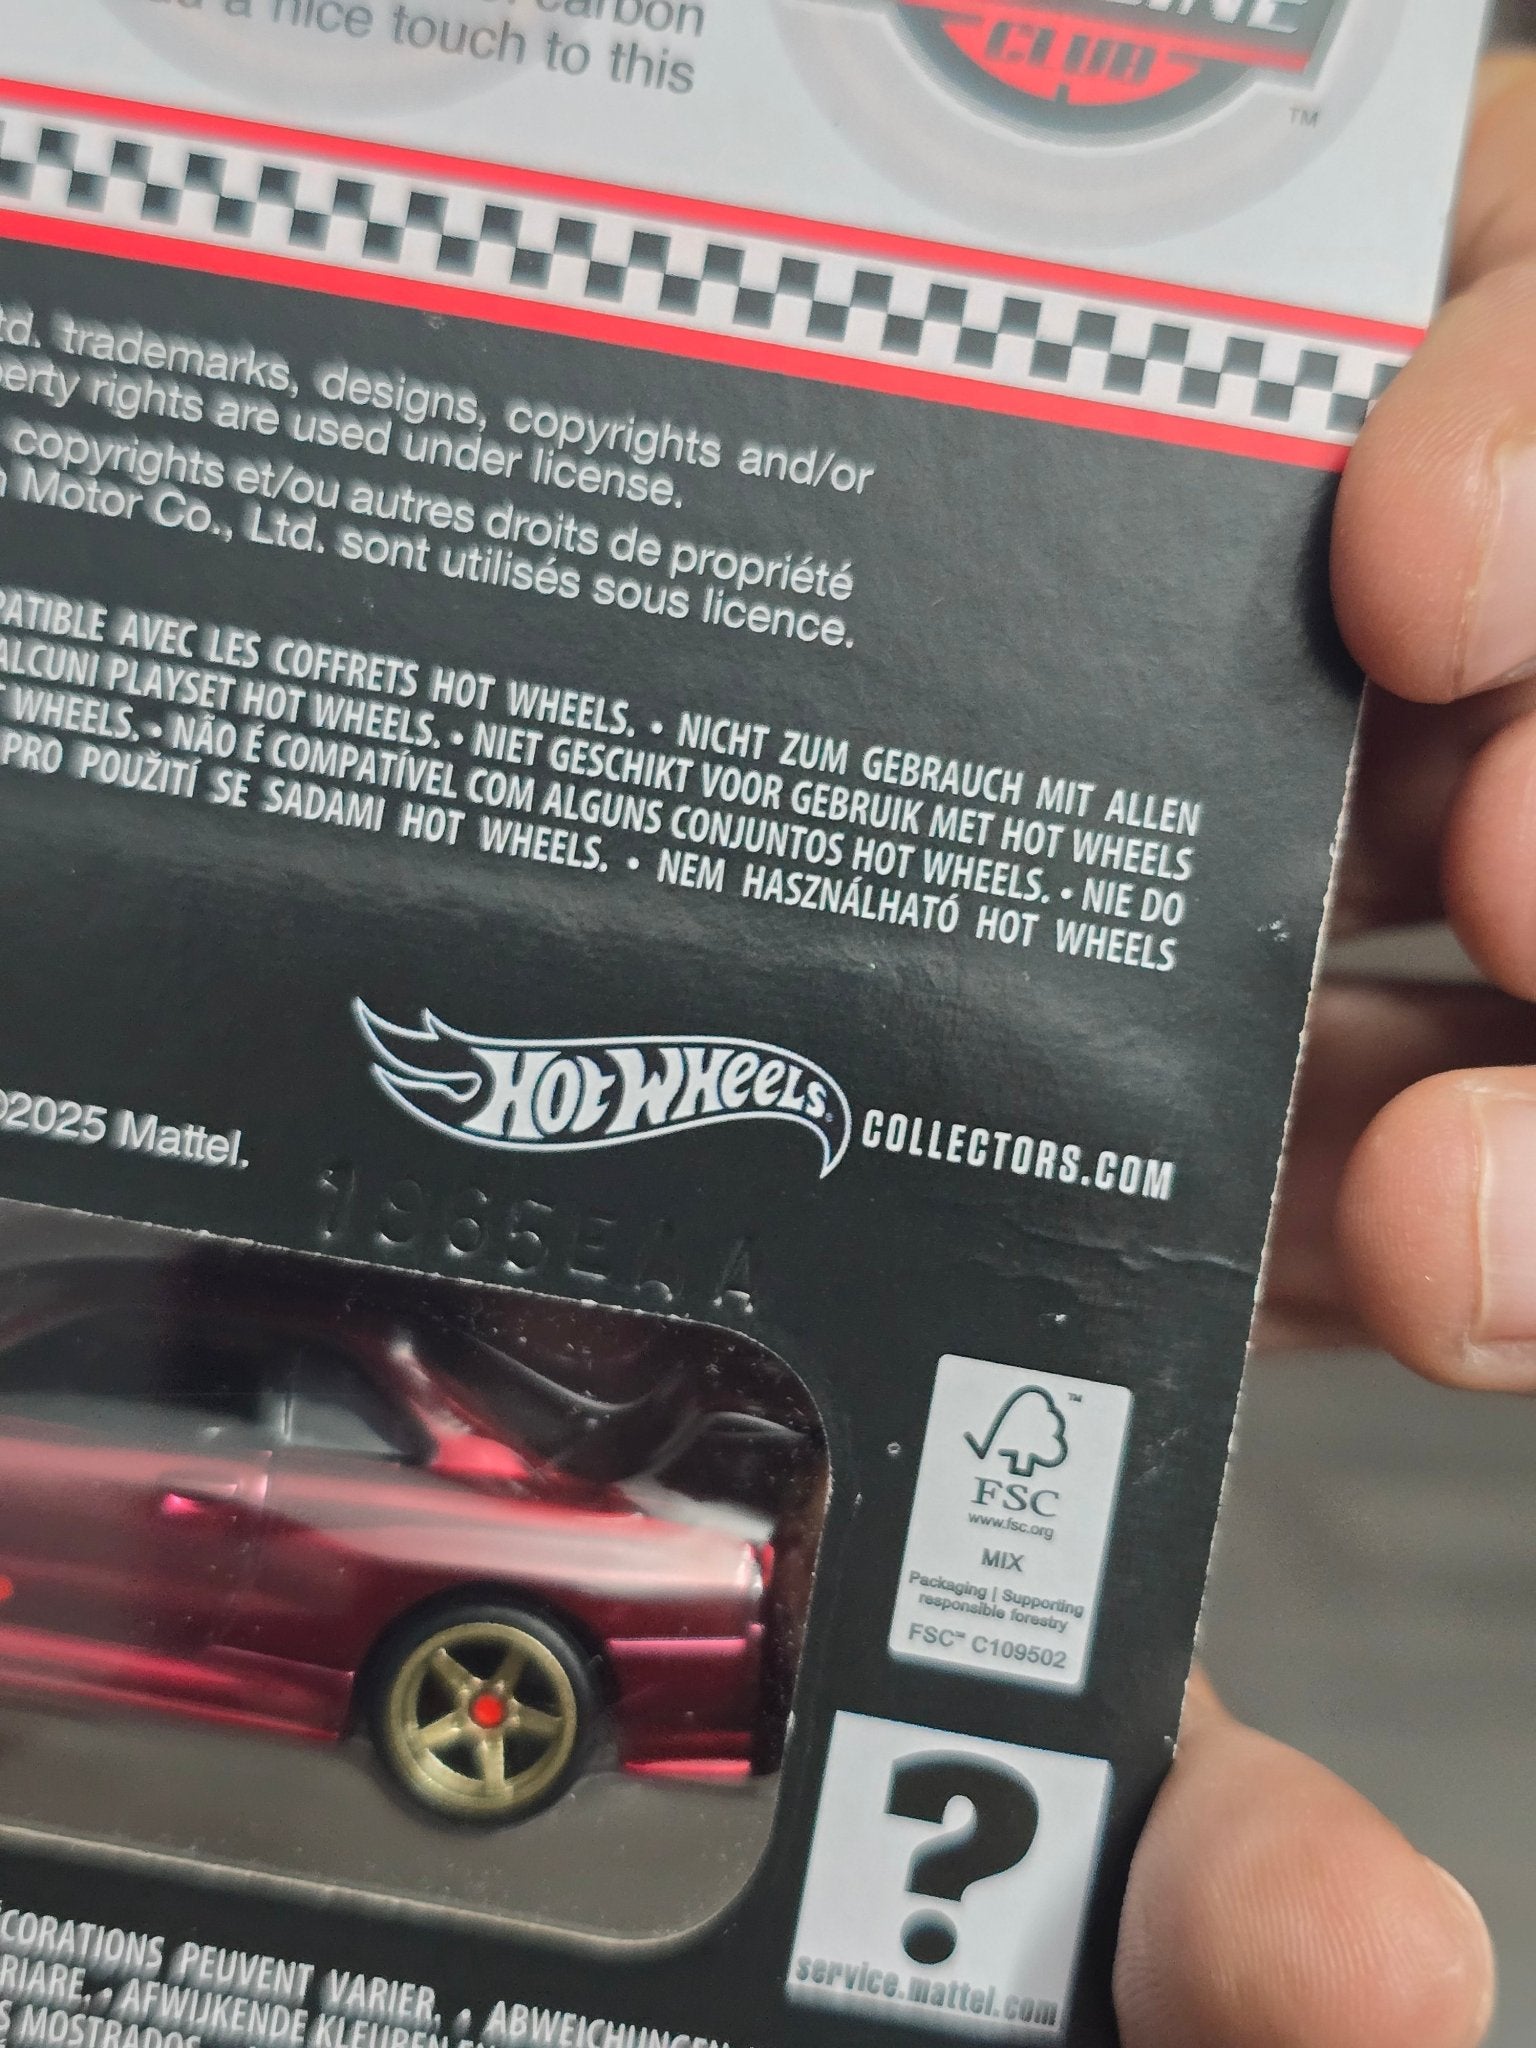 carbon
a nice touch to this
CLUB
TM
td. trademarks, designs, copyrights and/or
erty rights are used under license.
copyrights et/ou autres droits de propriété
Motor Co., Ltd. sont utilisés sous licence.
PATIBLE AVEC LES COFFRETS HOT WHEELS. • NICHT ZUM GEBRAUCH MIT ALLEN
ALCUNI PLAYSET HOT WHEELS. • NIET GESCHIKT VOOR GEBRUIK MET HOT WHEELS
WHEELS. • NÃO É COMPATÍVEL COM ALGUNS CONJUNTOS HOT WHEELS. • NIE DO
PRO POUŽITÍ SE SADAMI HOT WHEELS. • NEM HASZNÁLHATÓ HOT WHEELS
©2025 Mattel.
HOT WHEELS® COLLECTORS.COM
FSC™
www.fsc.org
MIX
Packaging | Supporting
responsible forestry
FSC™ C109502
?
service.mattel.com
CORATIONS PEUVENT VARIER. • ABWEICHUNGEN
RIARE. • AFWIJKENDE KLEUREN EN
MOSTRADOS